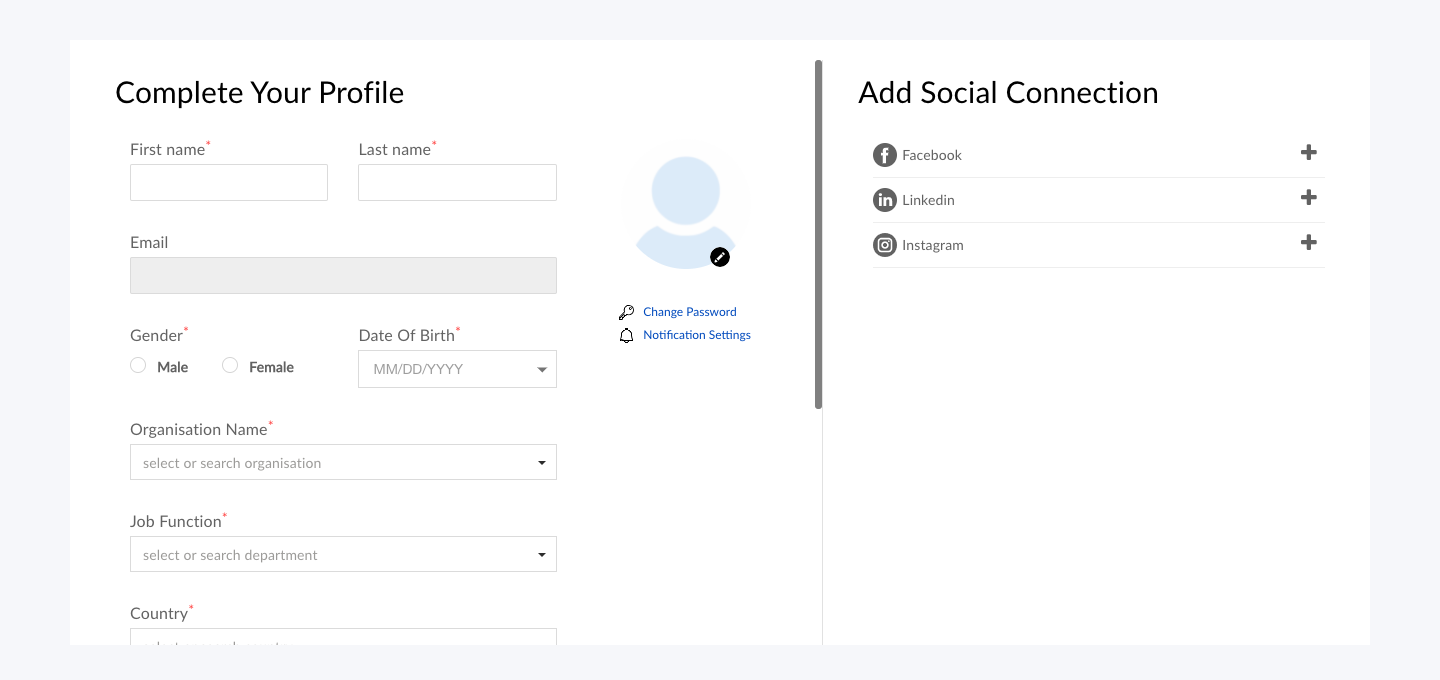 Complete Your Profile
First name*
Last name*
Email
Gender*
Male
Female
Date Of Birth*
MM/DD/YYYY
Organisation Name*
select or search organisation
Job Function*
select or search department
Country*
Change Password
Notification Settings
Add Social Connection
Facebook
Linkedin
Instagram